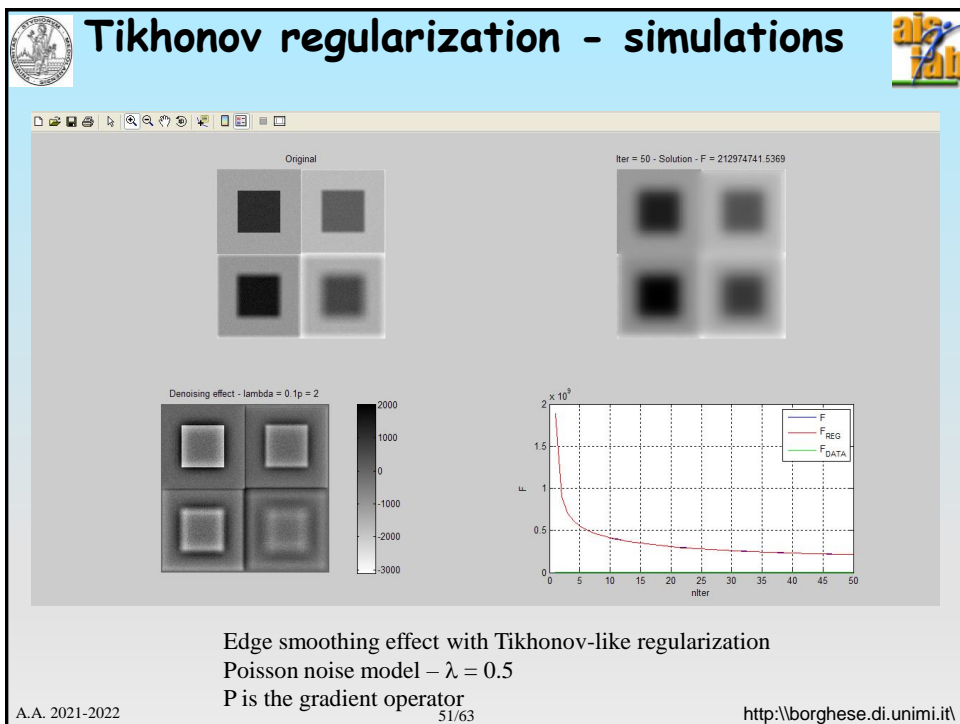 Tikhonov regularization - simulations
Original
Iter = 50 - Solution - F = 212974741.5369
Denoising effect - lambda = 0.1p = 2
2000
1000
0
-1000
-2000
-3000
x 10^9
2
1.5
1
0.5
0
F
F
F_REG
F_DATA
0 5 10 15 20 25 30 35 40 45 50
nIter
Edge smoothing effect with Tikhonov-like regularization
Poisson noise model – λ = 0.5
P is the gradient operator
A.A. 2021-2022
51/63
http:\\borghese.di.unimi.it\